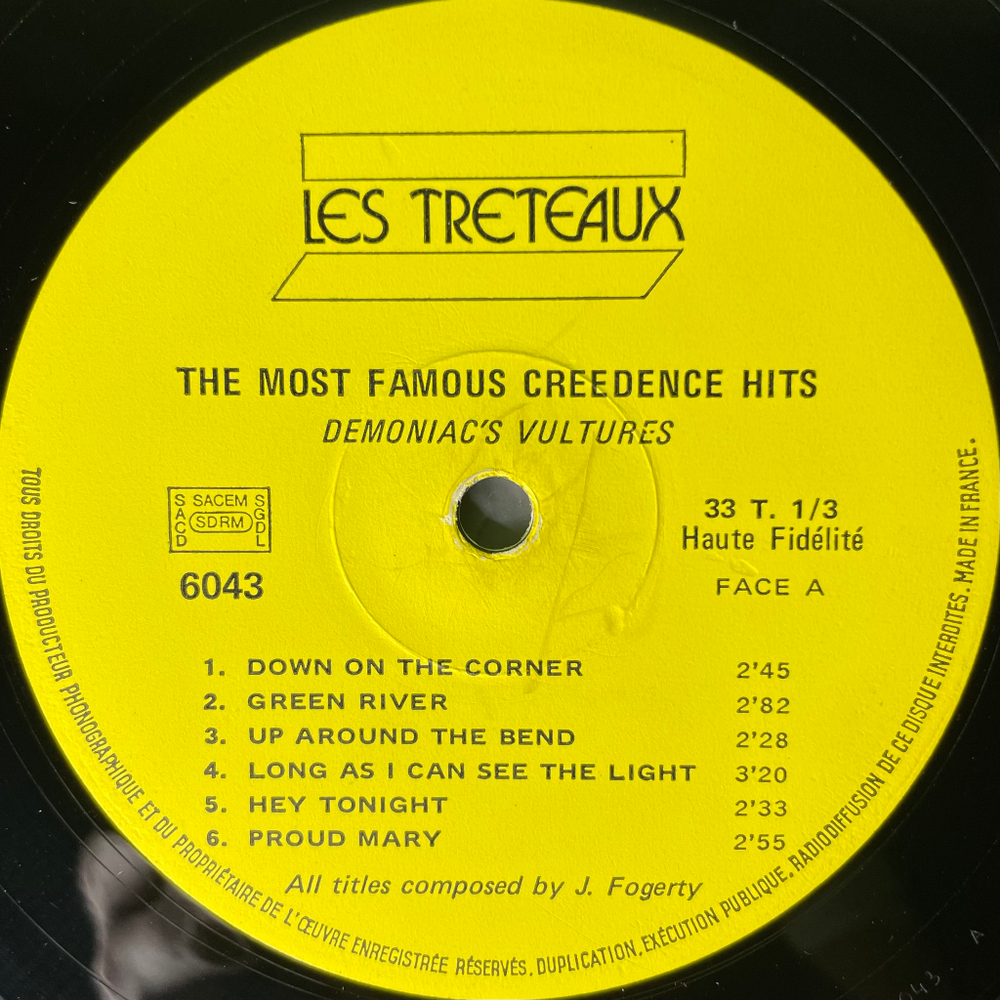 LES TRETEAUX
THE MOST FAMOUS CREEDENCE HITS
DEMONIAC'S VULTURES
SACEM
SACD
SDRM
SGDL
6043
33 T. 1/3
Haute Fidélité
FACE A
1. DOWN ON THE CORNER 2'45
2. GREEN RIVER 2'82
3. UP AROUND THE BEND 2'28
4. LONG AS I CAN SEE THE LIGHT 3'20
5. HEY TONIGHT 2'33
6. PROUD MARY 2'55
All titles composed by J. Fogerty
TOUS DROITS DU PRODUCTEUR PHONOGRAPHIQUE ET DU PROPRIÉTAIRE DE L'ŒUVRE ENREGISTRÉE RÉSERVÉS. DUPLICATION, EXÉCUTION PUBLIQUE, RADIODIFFUSION DE CE DISQUE INTERDITES. MADE IN FRANCE.